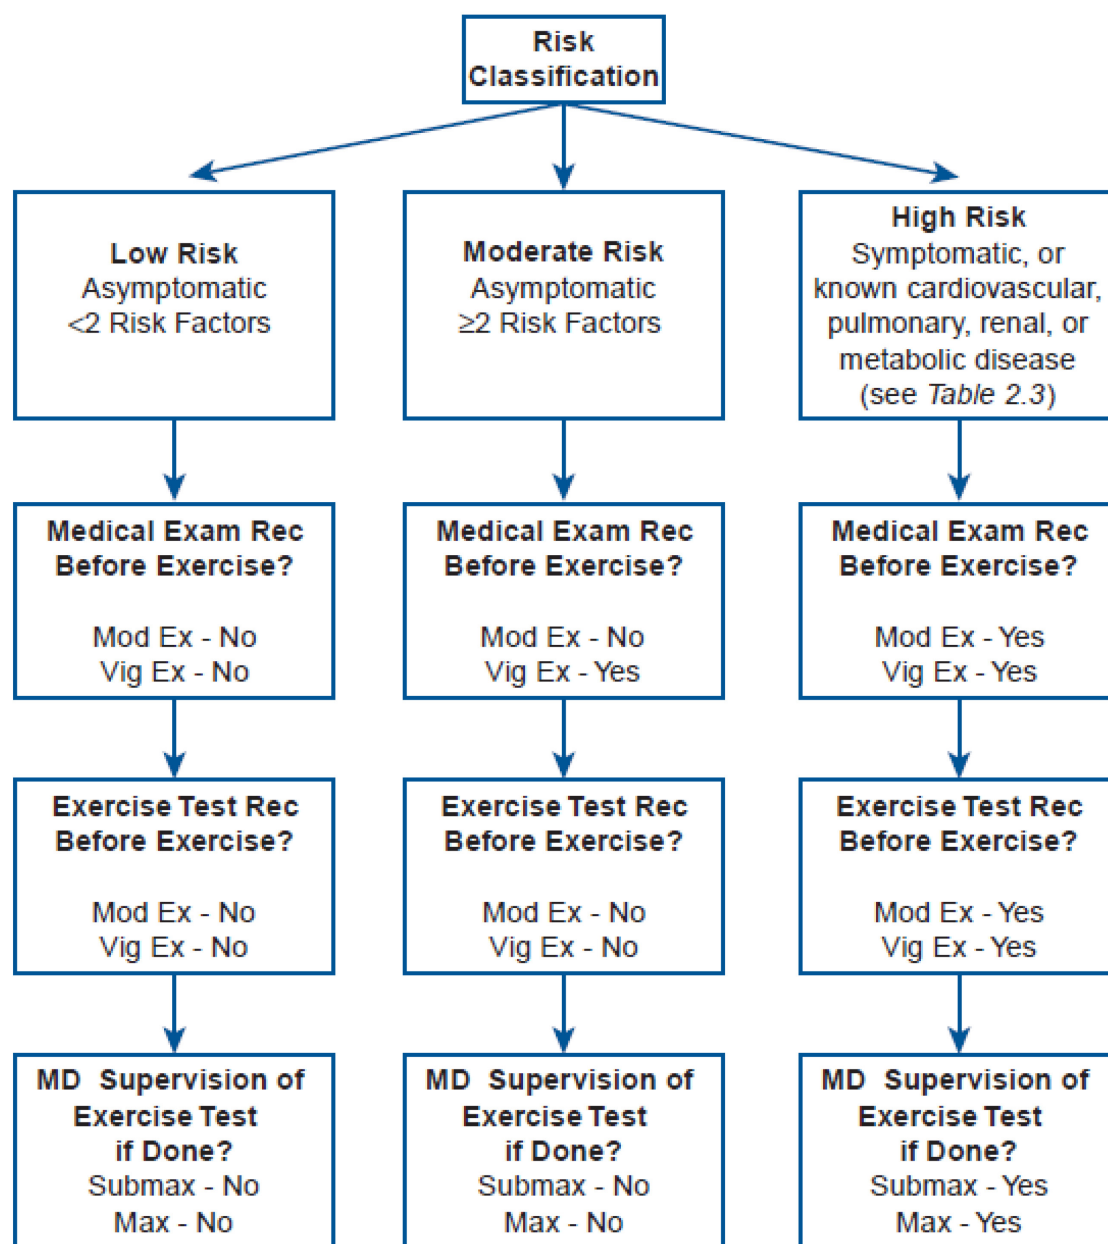 Risk
Classification
Low Risk
Asymptomatic
<2 Risk Factors
Moderate Risk
Asymptomatic
≥2 Risk Factors
High Risk
Symptomatic, or
known cardiovascular,
pulmonary, renal, or
metabolic disease
(see Table 2.3)
Medical Exam Rec
Before Exercise?
Mod Ex - No
Vig Ex - No
Medical Exam Rec
Before Exercise?
Mod Ex - No
Vig Ex - Yes
Medical Exam Rec
Before Exercise?
Mod Ex - Yes
Vig Ex - Yes
Exercise Test Rec
Before Exercise?
Mod Ex - No
Vig Ex - No
Exercise Test Rec
Before Exercise?
Mod Ex - No
Vig Ex - No
Exercise Test Rec
Before Exercise?
Mod Ex - Yes
Vig Ex - Yes
MD Supervision of
Exercise Test
if Done?
Submax - No
Max - No
MD Supervision of
Exercise Test
if Done?
Submax - No
Max - No
MD Supervision of
Exercise Test
if Done?
Submax - Yes
Max - Yes